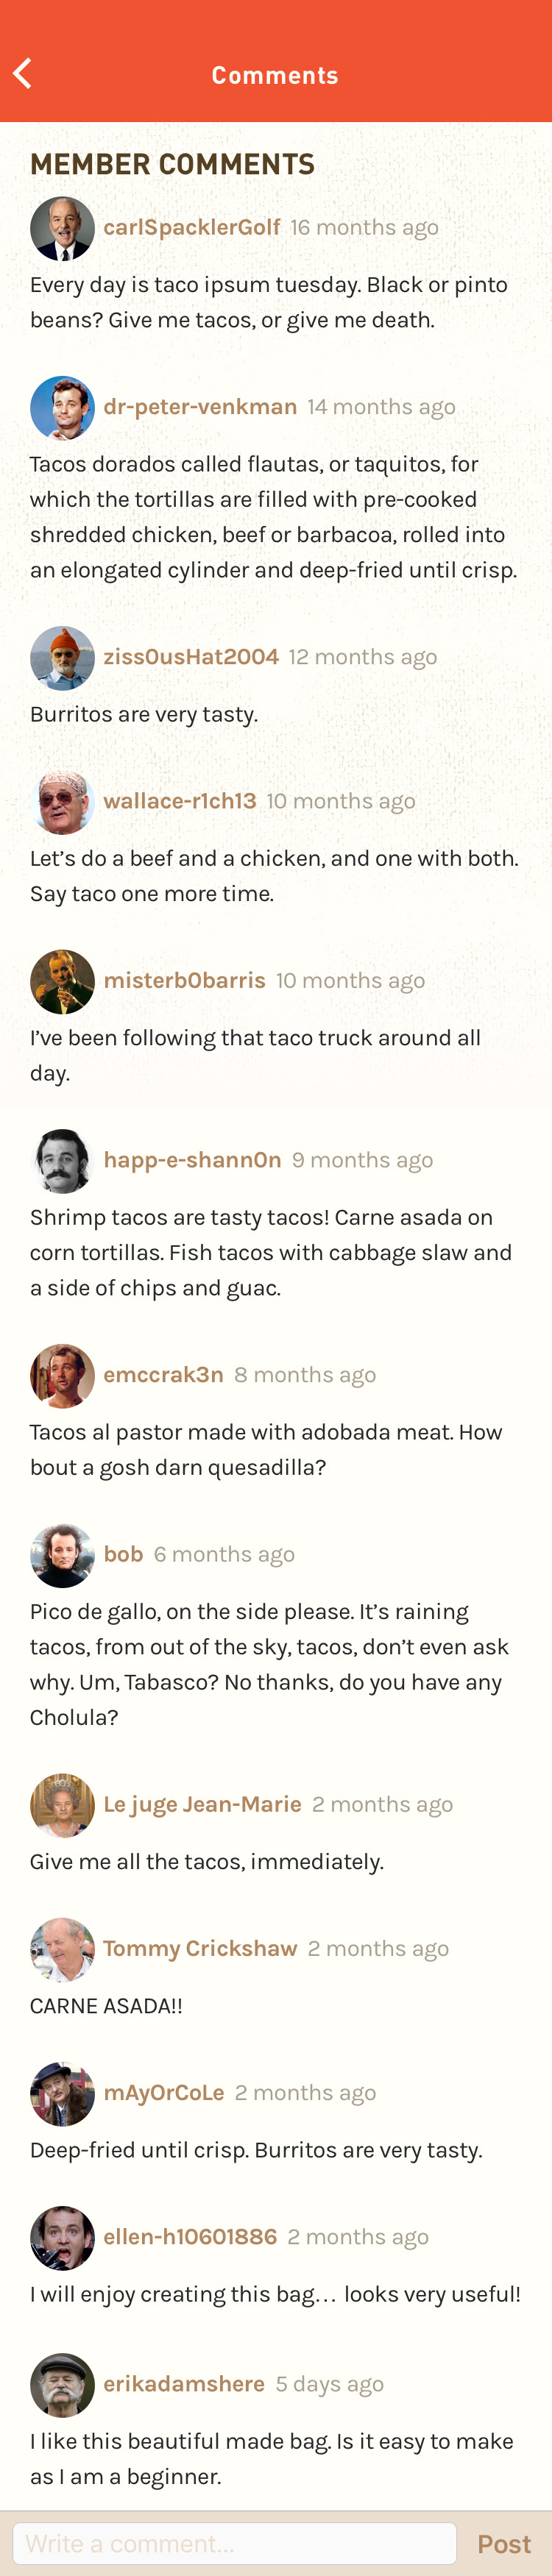 Comments
MEMBER COMMENTS
carlSpacklerGolf 16 months ago
Every day is taco ipsum tuesday. Black or pinto
beans? Give me tacos, or give me death.
dr-peter-venkman 14 months ago
Tacos dorados called flautas, or taquitos, for
which the tortillas are filled with pre-cooked
shredded chicken, beef or barbacoa, rolled into
an elongated cylinder and deep-fried until crisp.
ziss0usHat2004 12 months ago
Burritos are very tasty.
wallace-r1ch13 10 months ago
Let’s do a beef and a chicken, and one with both.
Say taco one more time.
misterb0barris 10 months ago
I’ve been following that taco truck around all
day.
happ-e-shann0n 9 months ago
Shrimp tacos are tasty tacos! Carne asada on
corn tortillas. Fish tacos with cabbage slaw and
a side of chips and guac.
emccrak3n 8 months ago
Tacos al pastor made with adobada meat. How
bout a gosh darn quesadilla?
bob 6 months ago
Pico de gallo, on the side please. It’s raining
tacos, from out of the sky, tacos, don’t even ask
why. Um, Tabasco? No thanks, do you have any
Cholula?
Le juge Jean-Marie 2 months ago
Give me all the tacos, immediately.
Tommy Crickshaw 2 months ago
CARNE ASADA!!
mAyOrCoLe 2 months ago
Deep-fried until crisp. Burritos are very tasty.
ellen-h10601886 2 months ago
I will enjoy creating this bag… looks very useful!
erikadamshere 5 days ago
I like this beautiful made bag. Is it easy to make
as I am a beginner.
Write a comment... Post